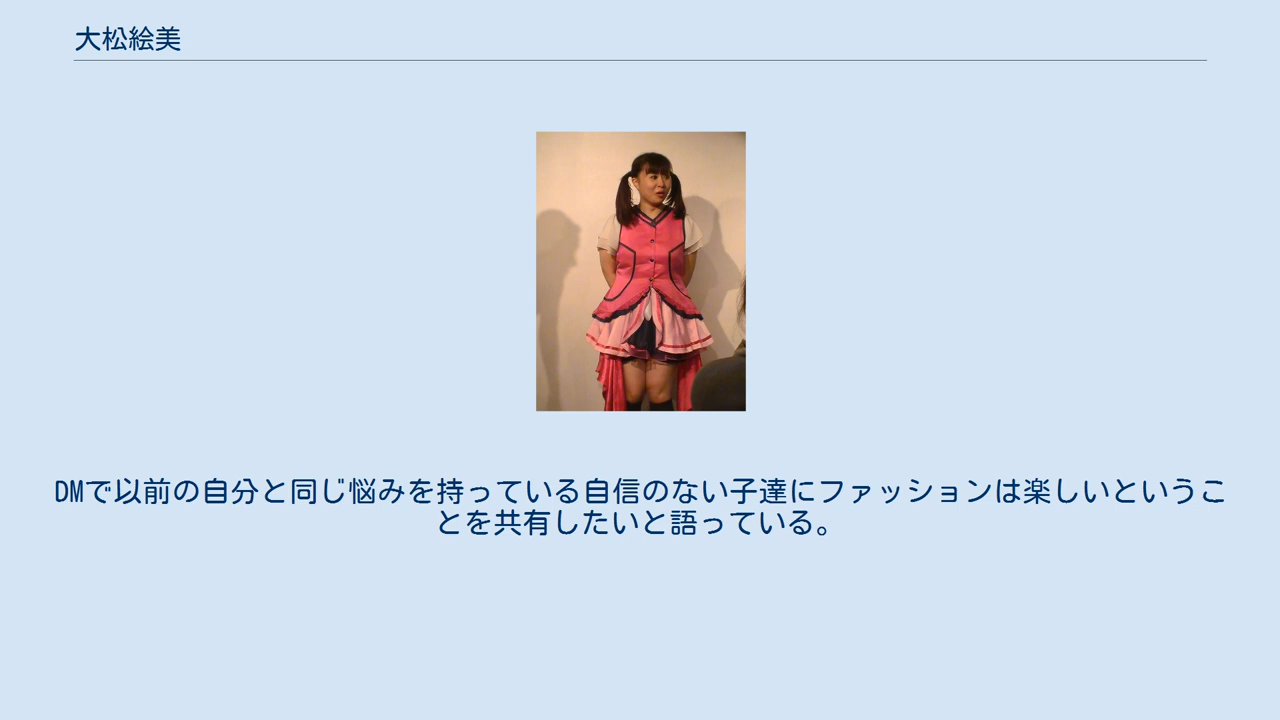 大松絵美
DMで以前の自分と同じ悩みを持っている自信のない子達にファッションは楽しいというこ
とを共有したいと語っている。